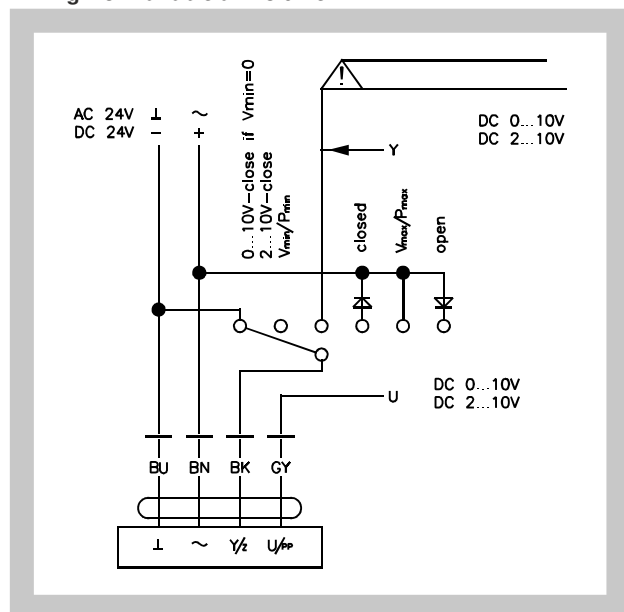 AC 24V ⊥ ~
DC 24V − +
0...10V−close if Vmin=0
2...10V−close
Vmin/Pmin
!
DC 0...10V
DC 2...10V
Y
closed
Vmax/Pmax
open
U
DC 0...10V
DC 2...10V
BU BN BK GY
⊥ ~ Y/Z U/PP